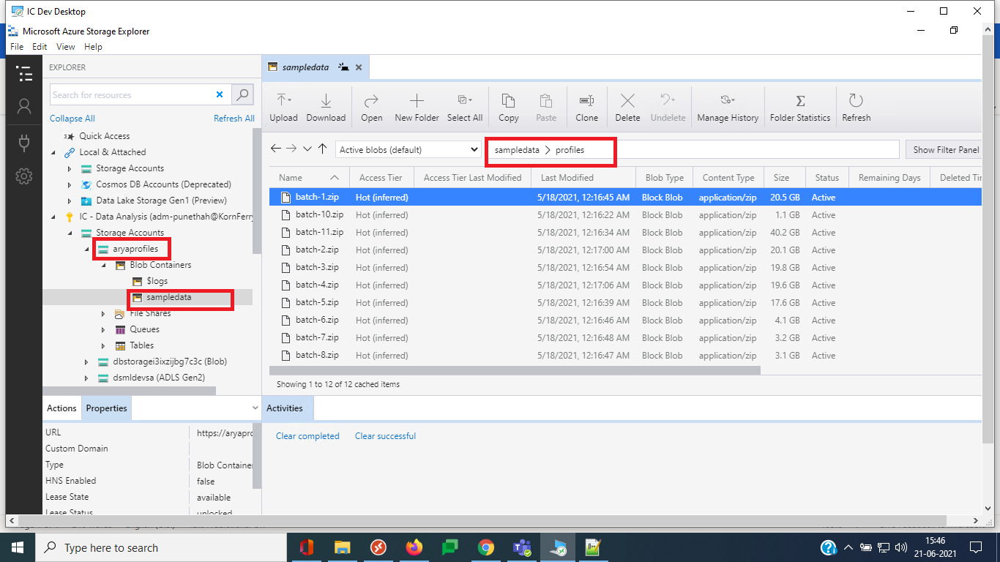 IC Dev Desktop
Microsoft Azure Storage Explorer
File Edit View Help
EXPLORER
Search for resources
Collapse All Refresh All
Quick Access
Local & Attached
Storage Accounts
Cosmos DB Accounts (Deprecated)
Data Lake Storage Gen1 (Preview)
IC - Data Analysis (adm-punethah@KornFerry
Storage Accounts
aryaprofiles
Blob Containers
$logs
sampledata
File Shares
Queues
Tables
dbstoragei3ixzijbg7c3c (Blob)
dsmldevsa (ADLS Gen2)
Actions Properties
URL https://aryapro
Custom Domain
Type Blob Container
HNS Enabled false
Lease State available
Lease Status unlocked
sampledata
Upload Download Open New Folder Select All Copy Paste Clone Delete Undelete Manage History Folder Statistics Refresh
Active blobs (default) sampledata profiles Show Filter Panel
Name Access Tier Access Tier Last Modified Last Modified Blob Type Content Type Size Status Remaining Days Deleted Tim
batch-1.zip Hot (inferred) 5/18/2021, 12:16:45 AM Block Blob application/zip 20.5 GB Active
batch-10.zip Hot (inferred) 5/18/2021, 12:16:22 AM Block Blob application/zip 1.1 GB Active
batch-11.zip Hot (inferred) 5/18/2021, 12:16:34 AM Block Blob application/zip 40.2 GB Active
batch-2.zip Hot (inferred) 5/18/2021, 12:17:00 AM Block Blob application/zip 20.1 GB Active
batch-3.zip Hot (inferred) 5/18/2021, 12:16:54 AM Block Blob application/zip 19.8 GB Active
batch-4.zip Hot (inferred) 5/18/2021, 12:17:06 AM Block Blob application/zip 19.6 GB Active
batch-5.zip Hot (inferred) 5/18/2021, 12:16:39 AM Block Blob application/zip 17.6 GB Active
batch-6.zip Hot (inferred) 5/18/2021, 12:16:46 AM Block Blob application/zip 4.1 GB Active
batch-7.zip Hot (inferred) 5/18/2021, 12:16:48 AM Block Blob application/zip 3.2 GB Active
batch-8.zip Hot (inferred) 5/18/2021, 12:16:47 AM Block Blob application/zip 3.1 GB Active
Showing 1 to 12 of 12 cached items
Activities
Clear completed Clear successful
Type here to search
15:46
21-06-2021